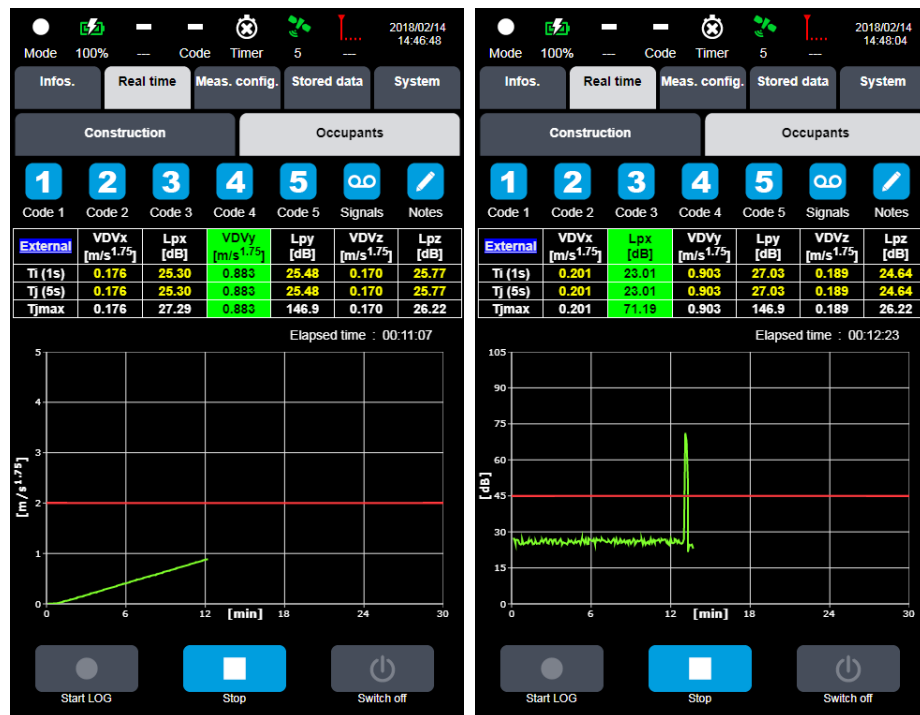 2018/02/14
14:46:48
Mode 100% --- Code Timer 5 ---
Infos. Real time Meas. config. Stored data System
Construction Occupants
1 2 3 4 5
Code 1 Code 2 Code 3 Code 4 Code 5 Signals Notes
External VDVx [m/s1.75] Lpx [dB] VDVy [m/s1.75] Lpy [dB] VDVz [m/s1.75] Lpz [dB]
Ti (1s) 0.176 25.30 0.883 25.48 0.170 25.77
Tj (5s) 0.176 25.30 0.883 25.48 0.170 25.77
Tjmax 0.176 27.29 0.883 146.9 0.170 26.22
Elapsed time : 00:11:07
5
4
3
[m/s1.75]
2
1
0
0 6 12 [min] 18 24 30
Start LOG Stop Switch off
2018/02/14
14:48:04
Mode 100% --- Code Timer 5 ---
Infos. Real time Meas. config. Stored data System
Construction Occupants
1 2 3 4 5
Code 1 Code 2 Code 3 Code 4 Code 5 Signals Notes
External VDVx [m/s1.75] Lpx [dB] VDVy [m/s1.75] Lpy [dB] VDVz [m/s1.75] Lpz [dB]
Ti (1s) 0.201 23.01 0.903 27.03 0.189 24.64
Tj (5s) 0.201 23.01 0.903 27.03 0.189 24.64
Tjmax 0.201 71.19 0.903 146.9 0.189 26.22
Elapsed time : 00:12:23
105
90
75
60
[dB]
45
30
15
0
0 6 12 [min] 18 24 30
Start LOG Stop Switch off